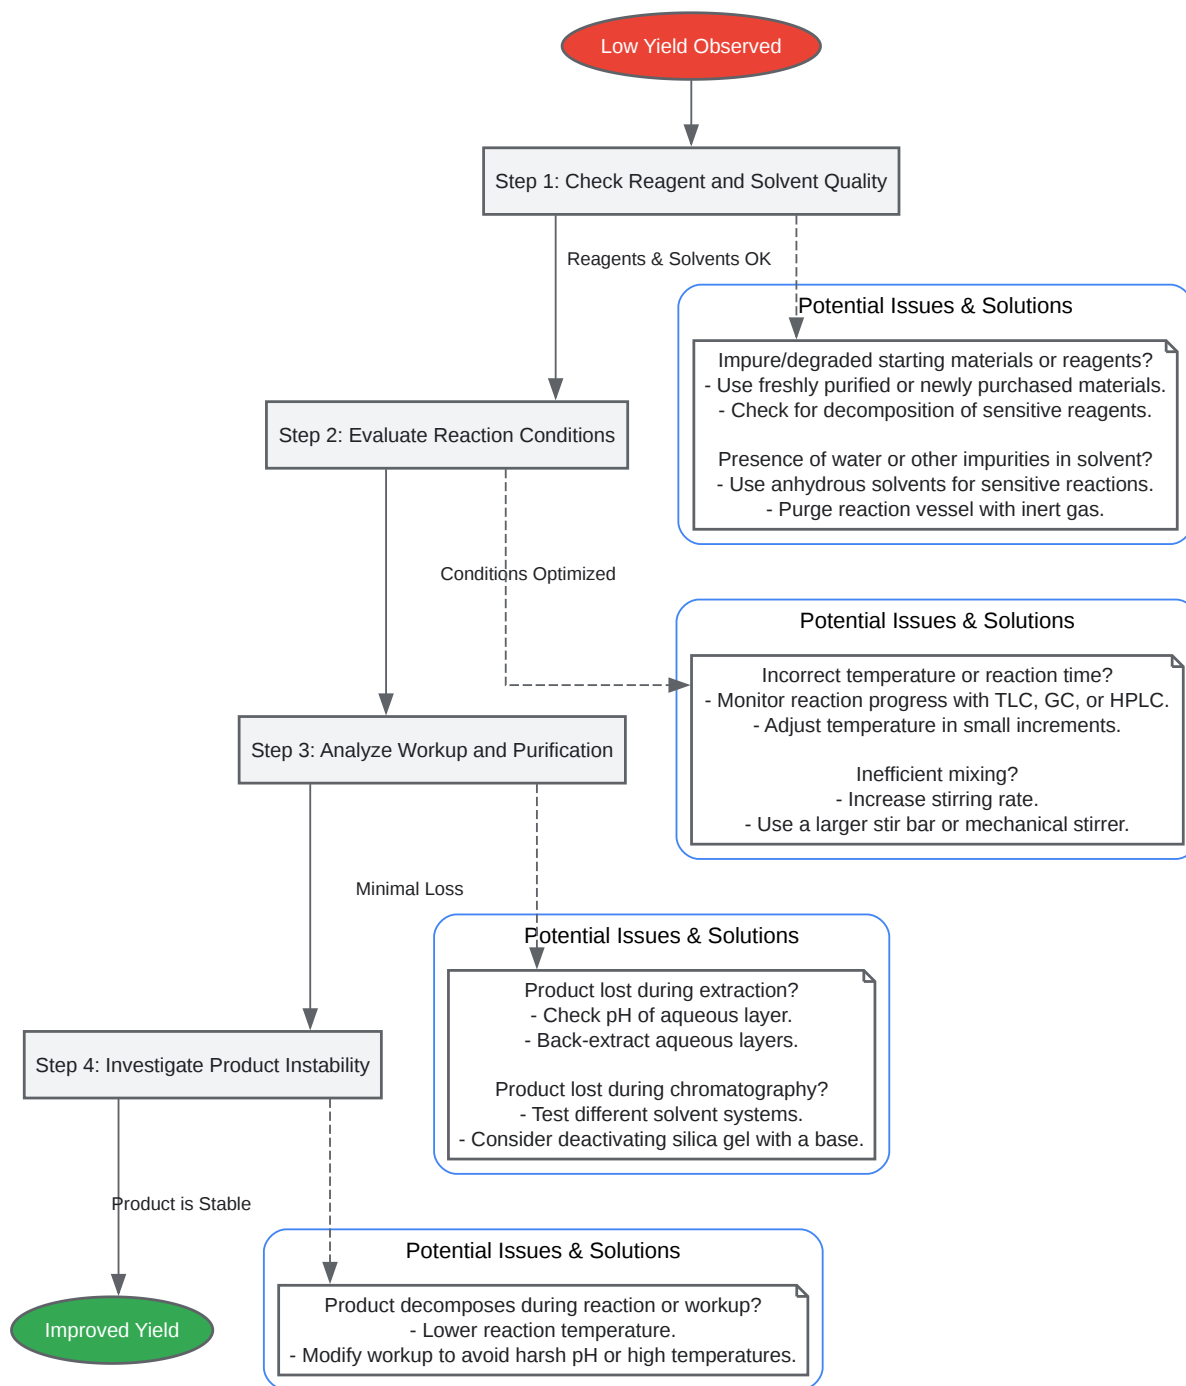 Low Yield Observed
Step 1: Check Reagent and Solvent Quality
Reagents & Solvents OK
Potential Issues & Solutions
Impure/degraded starting materials or reagents?
- Use freshly purified or newly purchased materials.
- Check for decomposition of sensitive reagents.
Presence of water or other impurities in solvent?
- Use anhydrous solvents for sensitive reactions.
- Purge reaction vessel with inert gas.
Step 2: Evaluate Reaction Conditions
Conditions Optimized
Potential Issues & Solutions
Incorrect temperature or reaction time?
- Monitor reaction progress with TLC, GC, or HPLC.
- Adjust temperature in small increments.
Inefficient mixing?
- Increase stirring rate.
- Use a larger stir bar or mechanical stirrer.
Step 3: Analyze Workup and Purification
Minimal Loss
Potential Issues & Solutions
Product lost during extraction?
- Check pH of aqueous layer.
- Back-extract aqueous layers.
Product lost during chromatography?
- Test different solvent systems.
- Consider deactivating silica gel with a base.
Step 4: Investigate Product Instability
Product is Stable
Potential Issues & Solutions
Product decomposes during reaction or workup?
- Lower reaction temperature.
- Modify workup to avoid harsh pH or high temperatures.
Improved Yield